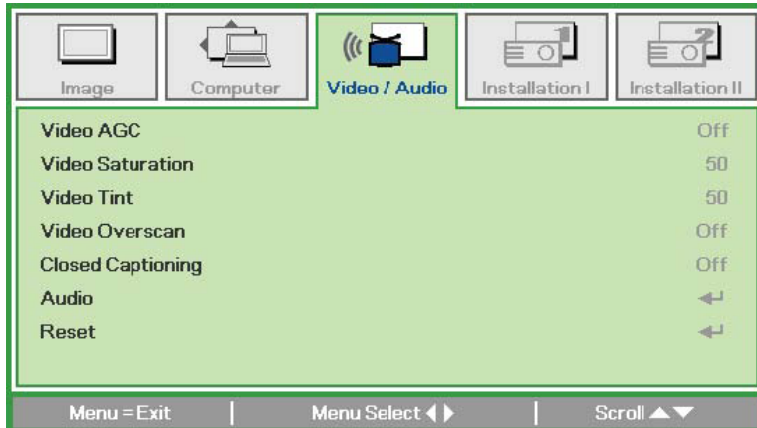 Image Computer Video / Audio Installation I Installation II
Video AGC Off
Video Saturation 50
Video Tint 50
Video Overscan Off
Closed Captioning Off
Audio
Reset
Menu = Exit Menu Select Scroll